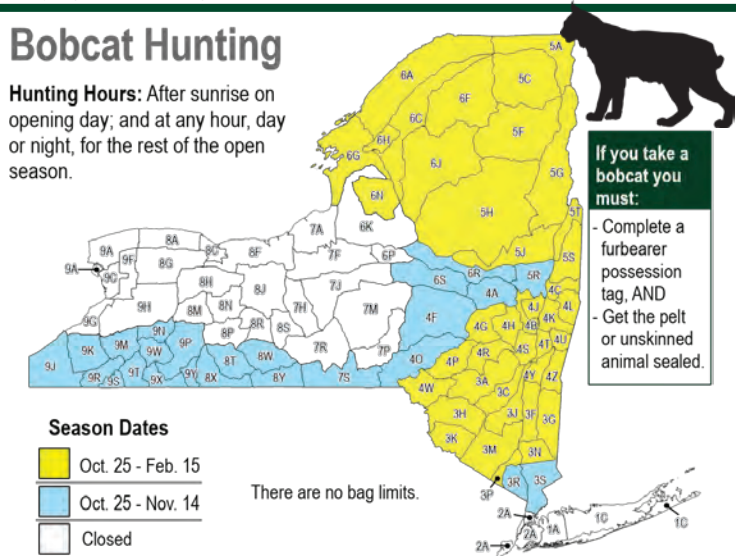 Bobcat Hunting
Hunting Hours: After sunrise on
opening day; and at any hour, day
or night, for the rest of the open
season.
If you take a
bobcat you
must:
- Complete a
furbearer
possession
tag, AND
- Get the pelt
or unskinned
animal sealed.
5A
6A
5C
6F
6C
5F
6H
6G
6J
5G
6N
5H
5T
7A
6K
8A
9A
9F
8C
8F
7F
6P
5J
5S
9A
9C
8G
6R
5R
6S
8H
8J
7J
4A
4C
9H
8N
7H
7M
4J
4L
8M
4F
4K
9G
8R
8S
4G
4H
4B
9N
8P
4U
9K
9M
9P
7R
7P
4R
4S
4T
9W
8T
8W
4O
4P
9J
4Y
4Z
9R
9S
9T
9X
9Y
8X
8Y
7S
4W
3A
3C
3H
3J
3F
3G
3K
3M
3N
3P
3R
3S
2A
2A
2A
1A
1C
1C
Season Dates
Oct. 25 - Feb. 15
Oct. 25 - Nov. 14
Closed
There are no bag limits.